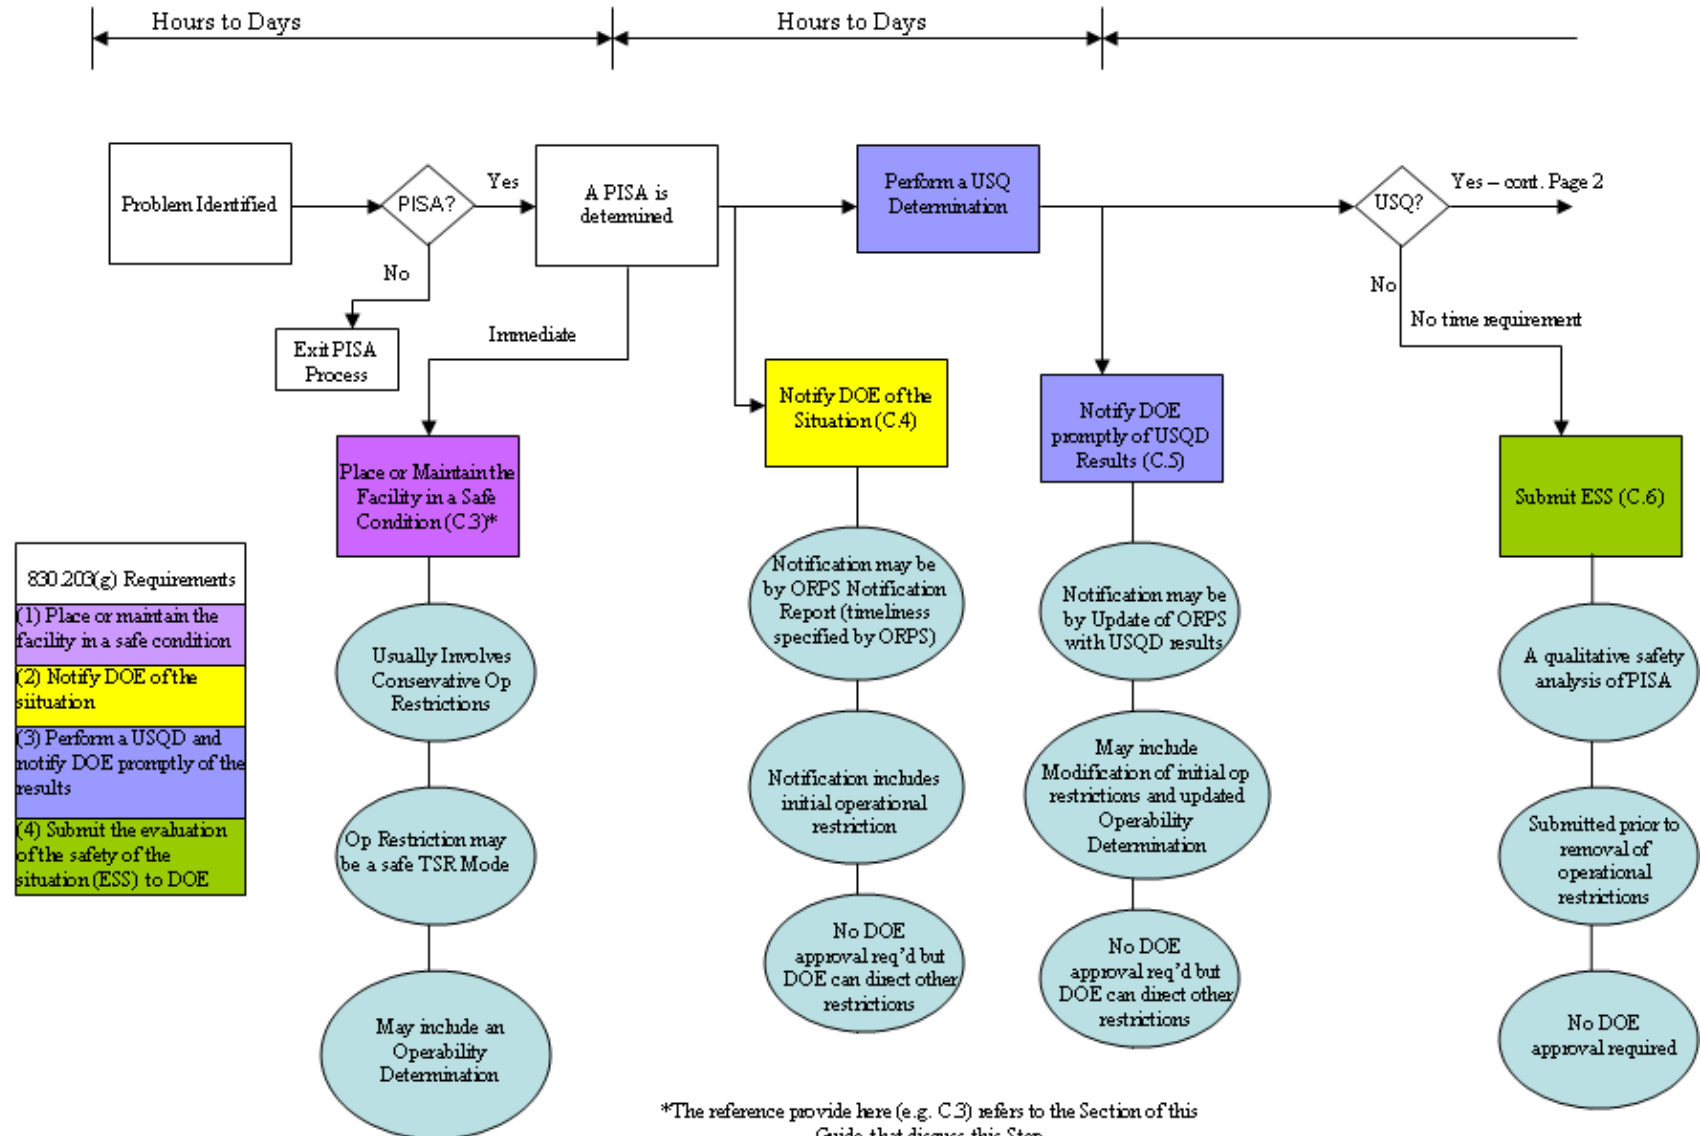 Hours to Days
Hours to Days
Problem Identified
PISA?
Yes
No
Exit PISA
Process
A PISA is
determined
Immediate
Perform a USQ
Determination
USQ?
Yes – cont. Page 2
No
No time requirement
Place or Maintain the
Facility in a Safe
Condition (C.3)*
Usually Involves
Conservative Op
Restrictions
Op Restriction may
be a safe TSR Mode
May include an
Operability
Determination
Notify DOE of the
Situation (C.4)
Notification may be
by ORPS Notification
Report (timeliness
specified by ORPS)
Notification includes
initial operational
restriction
No DOE
approval req'd but
DOE can direct other
restrictions
Notify DOE
promptly of USQD
Results (C.5)
Notification may be
by Update of ORPS
with USQD results
May include
Modification of initial op
restrictions and updated
Operability
Determination
No DOE
approval req'd but
DOE can direct other
restrictions
Submit ESS (C.6)
A qualitative safety
analysis of PISA
Submitted prior to
removal of
operational
restrictions
No DOE
approval required
830.203(g) Requirements
(1) Place or maintain the
facility in a safe condition
(2) Notify DOE of the
siituation
(3) Perform a USQD and
notify DOE promptly of the
results
(4) Submit the evaluation
of the safety of the
situation (ESS) to DOE
*The reference provide here (e.g. C.3) refers to the Section of this
Guide that discuss this Step